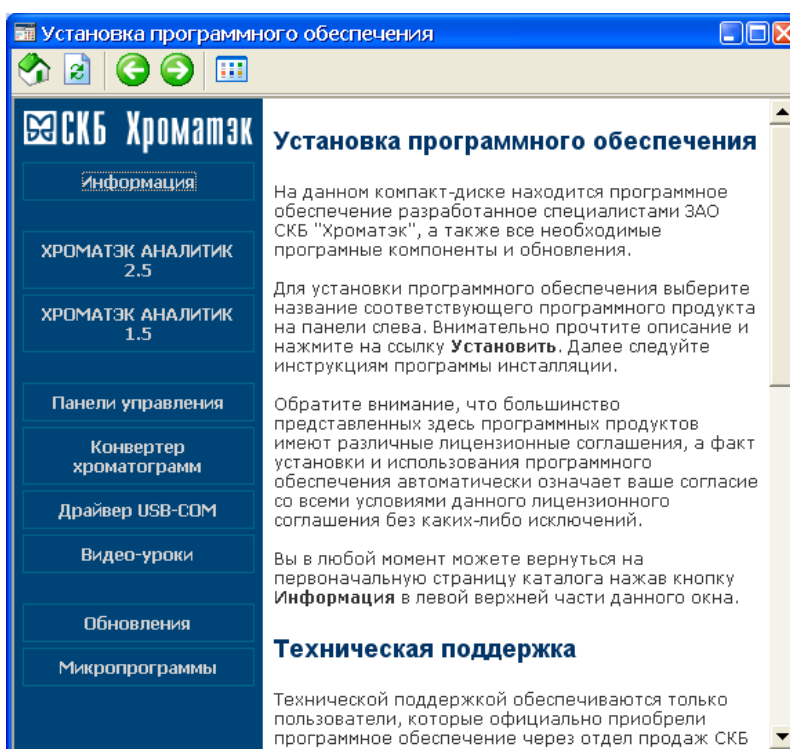 Установка программного обеспечения
СКБ Хроматэк
Информация
ХРОМАТЭК АНАЛИТИК
2.5
ХРОМАТЭК АНАЛИТИК
1.5
Панели управления
Конвертер
хроматограмм
Драйвер USB-COM
Видео-уроки
Обновления
Микропрограммы
Установка программного обеспечения
На данном компакт-диске находится программное
обеспечение разработанное специалистами ЗАО
СКБ "Хроматэк", а также все необходимые
програмные компоненты и обновления.
Для установки программного обеспечения выберите
название соответствующего программного продукта
на панели слева. Внимательно прочтите описание и
нажмите на ссылку Установить. Далее следуйте
инструкциям программы инсталляции.
Обратите внимание, что большинство
представленных здесь программных продуктов
имеют различные лицензионные соглашения, а факт
установки и использования программного
обеспечения автоматически означает ваше согласие
со всеми условиями данного лицензионного
соглашения без каких-либо исключений.
Вы в любой момент можете вернуться на
первоначальную страницу каталога нажав кнопку
Информация в левой верхней части данного окна.
Техническая поддержка
Технической поддержкой обеспечиваются только
пользователи, которые официально приобрели
программное обеспечение через отдел продаж СКБ